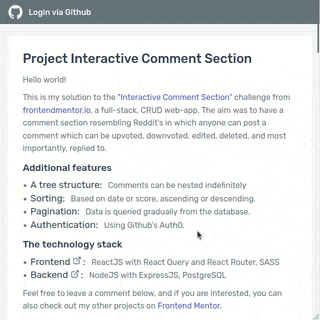 Login via Github
Project Interactive Comment Section
Hello world!
This is my solution to the "Interactive Comment Section" challenge from
frontendmentor.io, a full-stack, CRUD web-app. The aim was to have a
comment section resembling Reddit's in which anyone can post a
comment which can be upvoted, downvoted, edited, deleted, and most
importantly, replied to.
Additional features
• A tree structure: Comments can be nested indefinitely
• Sorting: Based on date or score, ascending or descending.
• Pagination: Data is queried gradually from the database.
• Authentication: Using Github's Auth0.
The technology stack
• Frontend : ReactJS with React Query and React Router, SASS
• Backend : NodeJS with ExpressJS, PostgreSQL
Feel free to leave a comment below, and if you are interested, you can
also check out my other projects on Frontend Mentor.